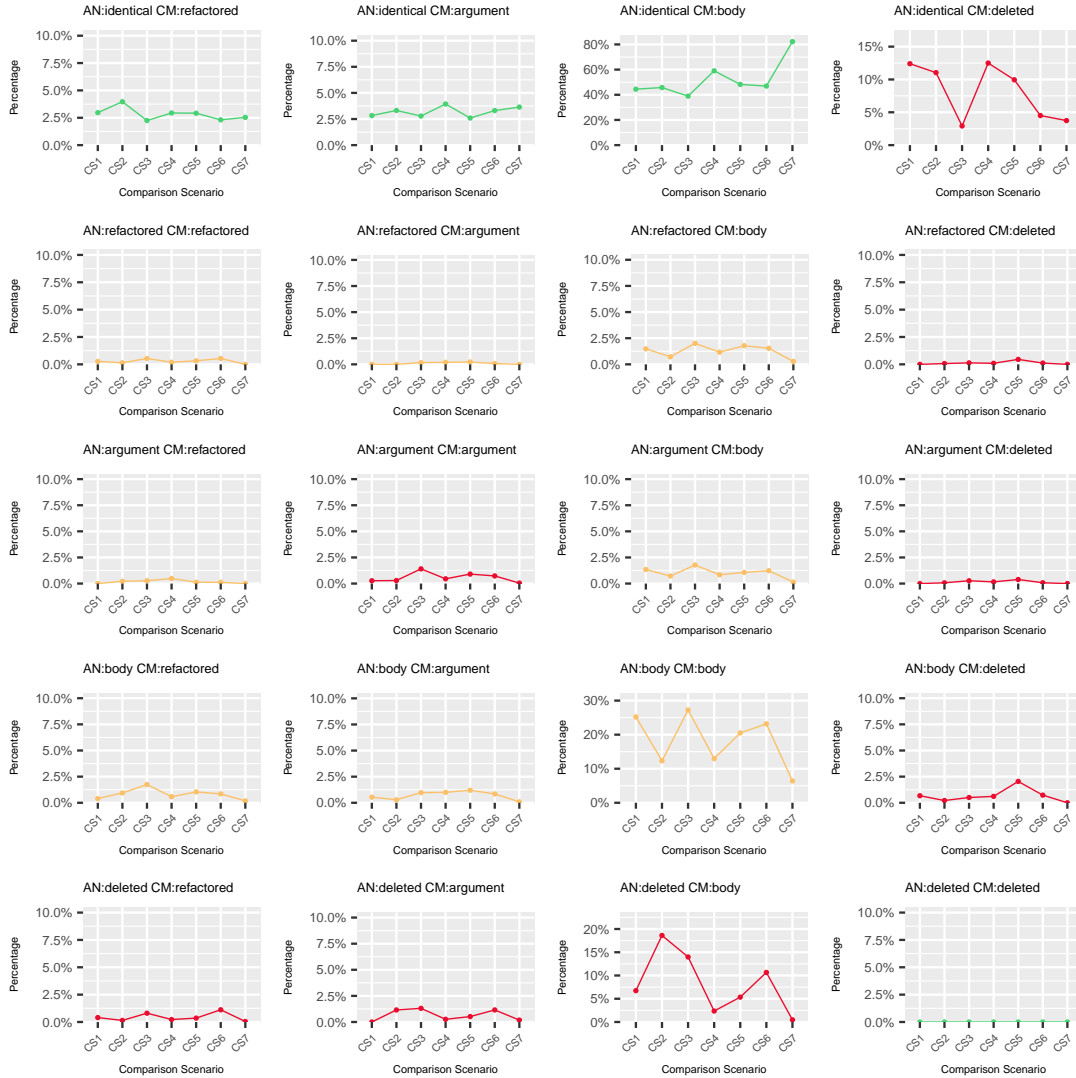 AN:identical CM:refactored
Percentage
10.0%
7.5%
5.0%
2.5%
0.0%
CS1 CS2 CS3 CS4 CS5 CS6 CS7
Comparison Scenario
AN:identical CM:argument
Percentage
10.0%
7.5%
5.0%
2.5%
0.0%
CS1 CS2 CS3 CS4 CS5 CS6 CS7
Comparison Scenario
AN:identical CM:body
Percentage
80%
60%
40%
20%
0%
CS1 CS2 CS3 CS4 CS5 CS6 CS7
Comparison Scenario
AN:identical CM:deleted
Percentage
15%
10%
5%
0%
CS1 CS2 CS3 CS4 CS5 CS6 CS7
Comparison Scenario
AN:refactored CM:refactored
Percentage
10.0%
7.5%
5.0%
2.5%
0.0%
CS1 CS2 CS3 CS4 CS5 CS6 CS7
Comparison Scenario
AN:refactored CM:argument
Percentage
10.0%
7.5%
5.0%
2.5%
0.0%
CS1 CS2 CS3 CS4 CS5 CS6 CS7
Comparison Scenario
AN:refactored CM:body
Percentage
10.0%
7.5%
5.0%
2.5%
0.0%
CS1 CS2 CS3 CS4 CS5 CS6 CS7
Comparison Scenario
AN:refactored CM:deleted
Percentage
10.0%
7.5%
5.0%
2.5%
0.0%
CS1 CS2 CS3 CS4 CS5 CS6 CS7
Comparison Scenario
AN:argument CM:refactored
Percentage
10.0%
7.5%
5.0%
2.5%
0.0%
CS1 CS2 CS3 CS4 CS5 CS6 CS7
Comparison Scenario
AN:argument CM:argument
Percentage
10.0%
7.5%
5.0%
2.5%
0.0%
CS1 CS2 CS3 CS4 CS5 CS6 CS7
Comparison Scenario
AN:argument CM:body
Percentage
10.0%
7.5%
5.0%
2.5%
0.0%
CS1 CS2 CS3 CS4 CS5 CS6 CS7
Comparison Scenario
AN:argument CM:deleted
Percentage
10.0%
7.5%
5.0%
2.5%
0.0%
CS1 CS2 CS3 CS4 CS5 CS6 CS7
Comparison Scenario
AN:body CM:refactored
Percentage
10.0%
7.5%
5.0%
2.5%
0.0%
CS1 CS2 CS3 CS4 CS5 CS6 CS7
Comparison Scenario
AN:body CM:argument
Percentage
10.0%
7.5%
5.0%
2.5%
0.0%
CS1 CS2 CS3 CS4 CS5 CS6 CS7
Comparison Scenario
AN:body CM:body
Percentage
30%
20%
10%
0%
CS1 CS2 CS3 CS4 CS5 CS6 CS7
Comparison Scenario
AN:body CM:deleted
Percentage
10.0%
7.5%
5.0%
2.5%
0.0%
CS1 CS2 CS3 CS4 CS5 CS6 CS7
Comparison Scenario
AN:deleted CM:refactored
Percentage
10.0%
7.5%
5.0%
2.5%
0.0%
CS1 CS2 CS3 CS4 CS5 CS6 CS7
Comparison Scenario
AN:deleted CM:argument
Percentage
10.0%
7.5%
5.0%
2.5%
0.0%
CS1 CS2 CS3 CS4 CS5 CS6 CS7
Comparison Scenario
AN:deleted CM:body
Percentage
20%
15%
10%
5%
0%
CS1 CS2 CS3 CS4 CS5 CS6 CS7
Comparison Scenario
AN:deleted CM:deleted
Percentage
10.0%
7.5%
5.0%
2.5%
0.0%
CS1 CS2 CS3 CS4 CS5 CS6 CS7
Comparison Scenario